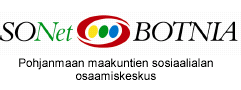 SONet BOTNIA
Pohjanmaan maakuntien sosiaalialan
osaamiskeskus